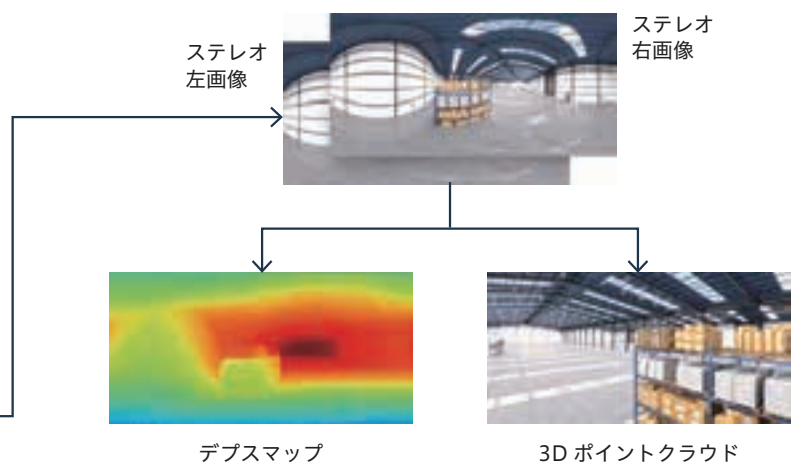 ステレオ
左画像
ステレオ
右画像
デプスマップ
3D ポイントクラウド